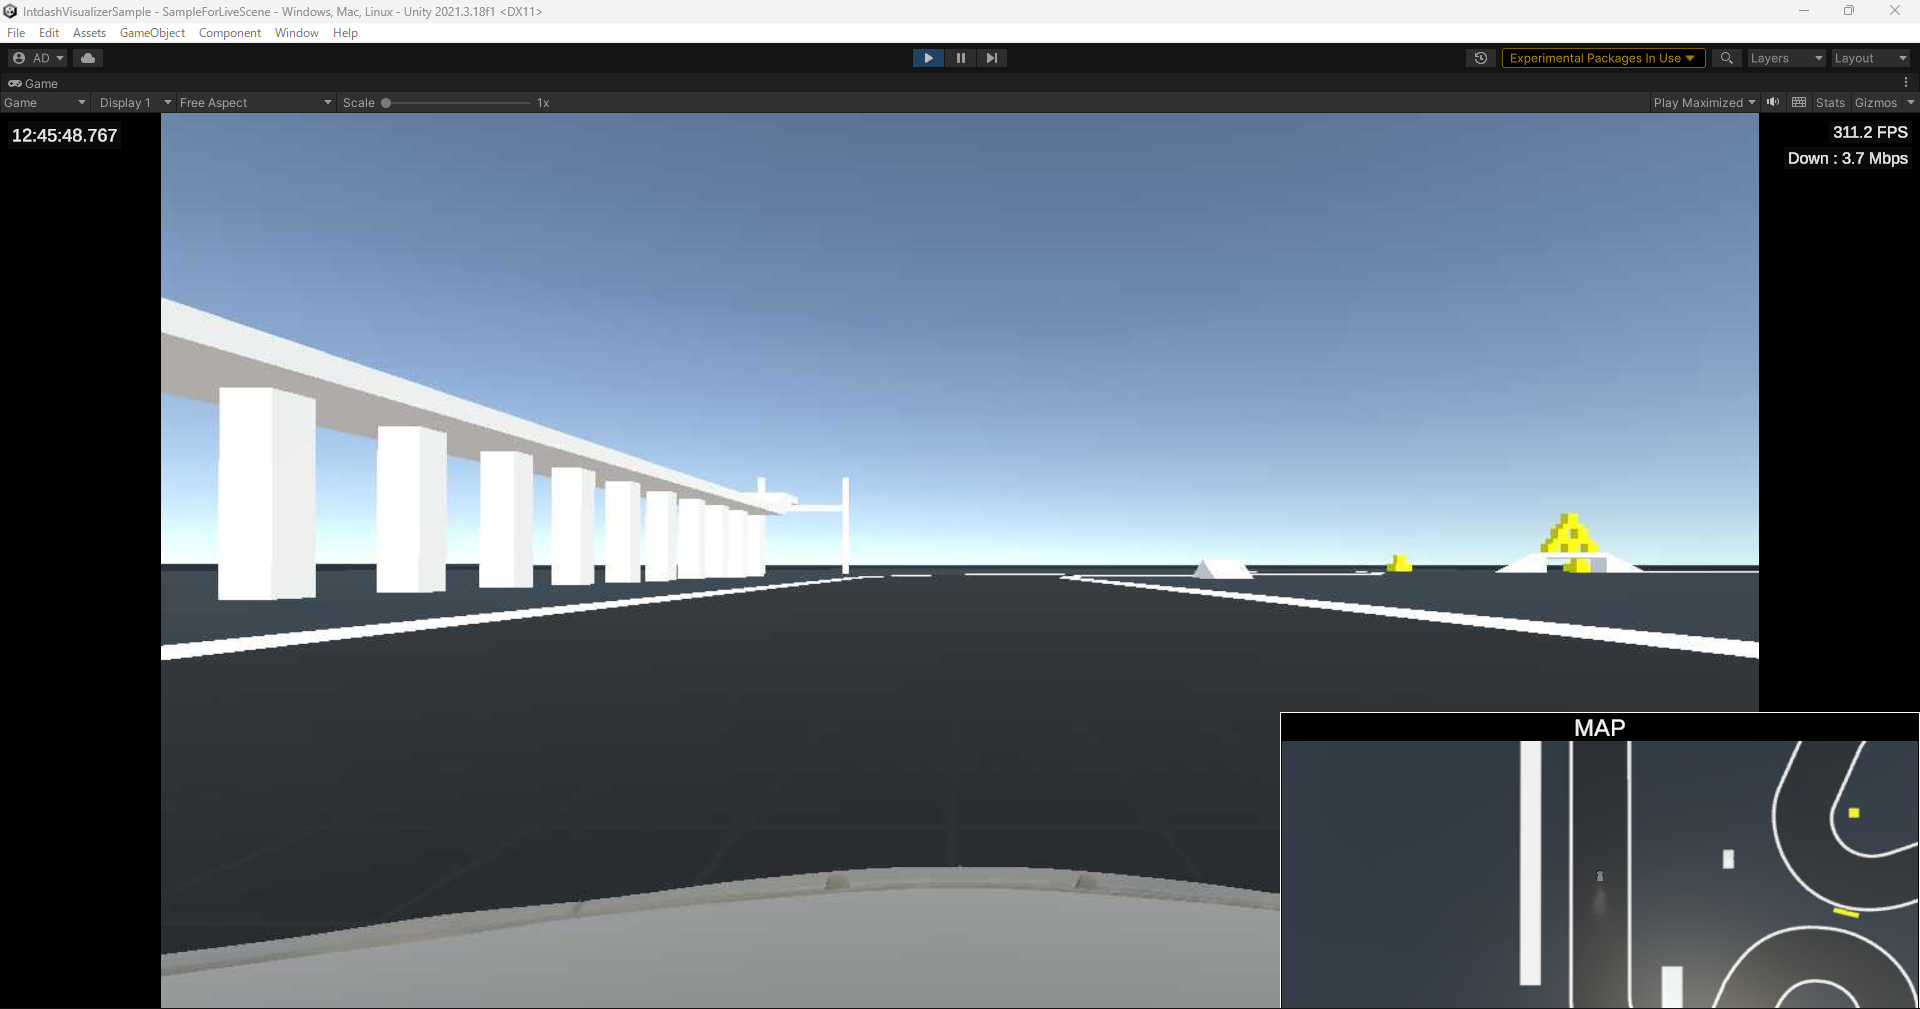 IntdashVisualizerSample - SampleForLiveScene - Windows, Mac, Linux - Unity 2021.3.18f1 <DX11>
File Edit Assets GameObject Component Window Help
AD Experimental Packages In Use Layers Layout
Game
Game Display 1 Free Aspect Scale 1x Play Maximized Stats Gizmos
12:45:48.767
311.2 FPS
Down : 3.7 Mbps
MAP